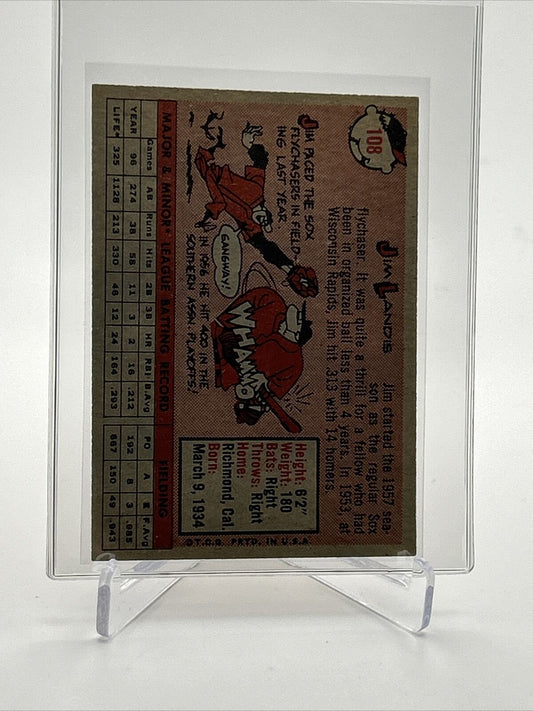 108
JIM LANDIS
Jim started the 1957 sea-
son as the regular Sox
flychaser. It was quite a thrill for a fellow who had
been in organized ball less than 4 years. In 1953, at
Wisconsin Rapids, Jim hit .313 with 14 homers.
JIM PACED THE SOX
FLYCHASERS IN FIELD-
ING LAST YEAR
GANGWAY!
WHAMMO!
IN 1956 HE HIT .400 IN THE
SOUTHERN ASSN. PLAYOFFS!
Height: 6'2"
Weight: 180
Bats: Right
Throws: Right
Home:
Richmond, Cal.
Born:
March 9, 1934
MAJOR & MINOR LEAGUE BATTING RECORD FIELDING
Games AB Runs Hits 2B 3B HR RBI B.Avg PO A E F.Avg
YEAR 96 274 38 58 11 3 2 16 .212 192 8 3 .985
LIFE 325 1128 213 330 46 12 24 164 .293 667 150 49 .943
©T.C.G. PRTD. IN U.S.A.